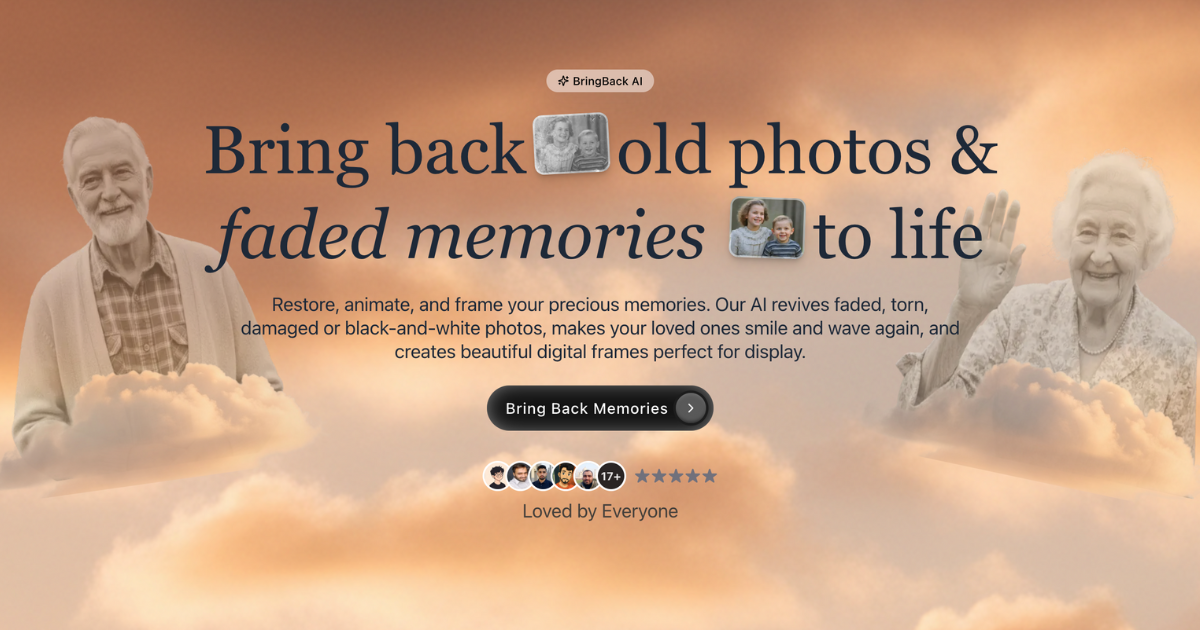 BringBack AI
Bring back old photos &
faded memories to life
Restore, animate, and frame your precious memories. Our AI revives faded, torn,
damaged or black-and-white photos, makes your loved ones smile and wave again, and
creates beautiful digital frames perfect for display.
Bring Back Memories
17+
Loved by Everyone